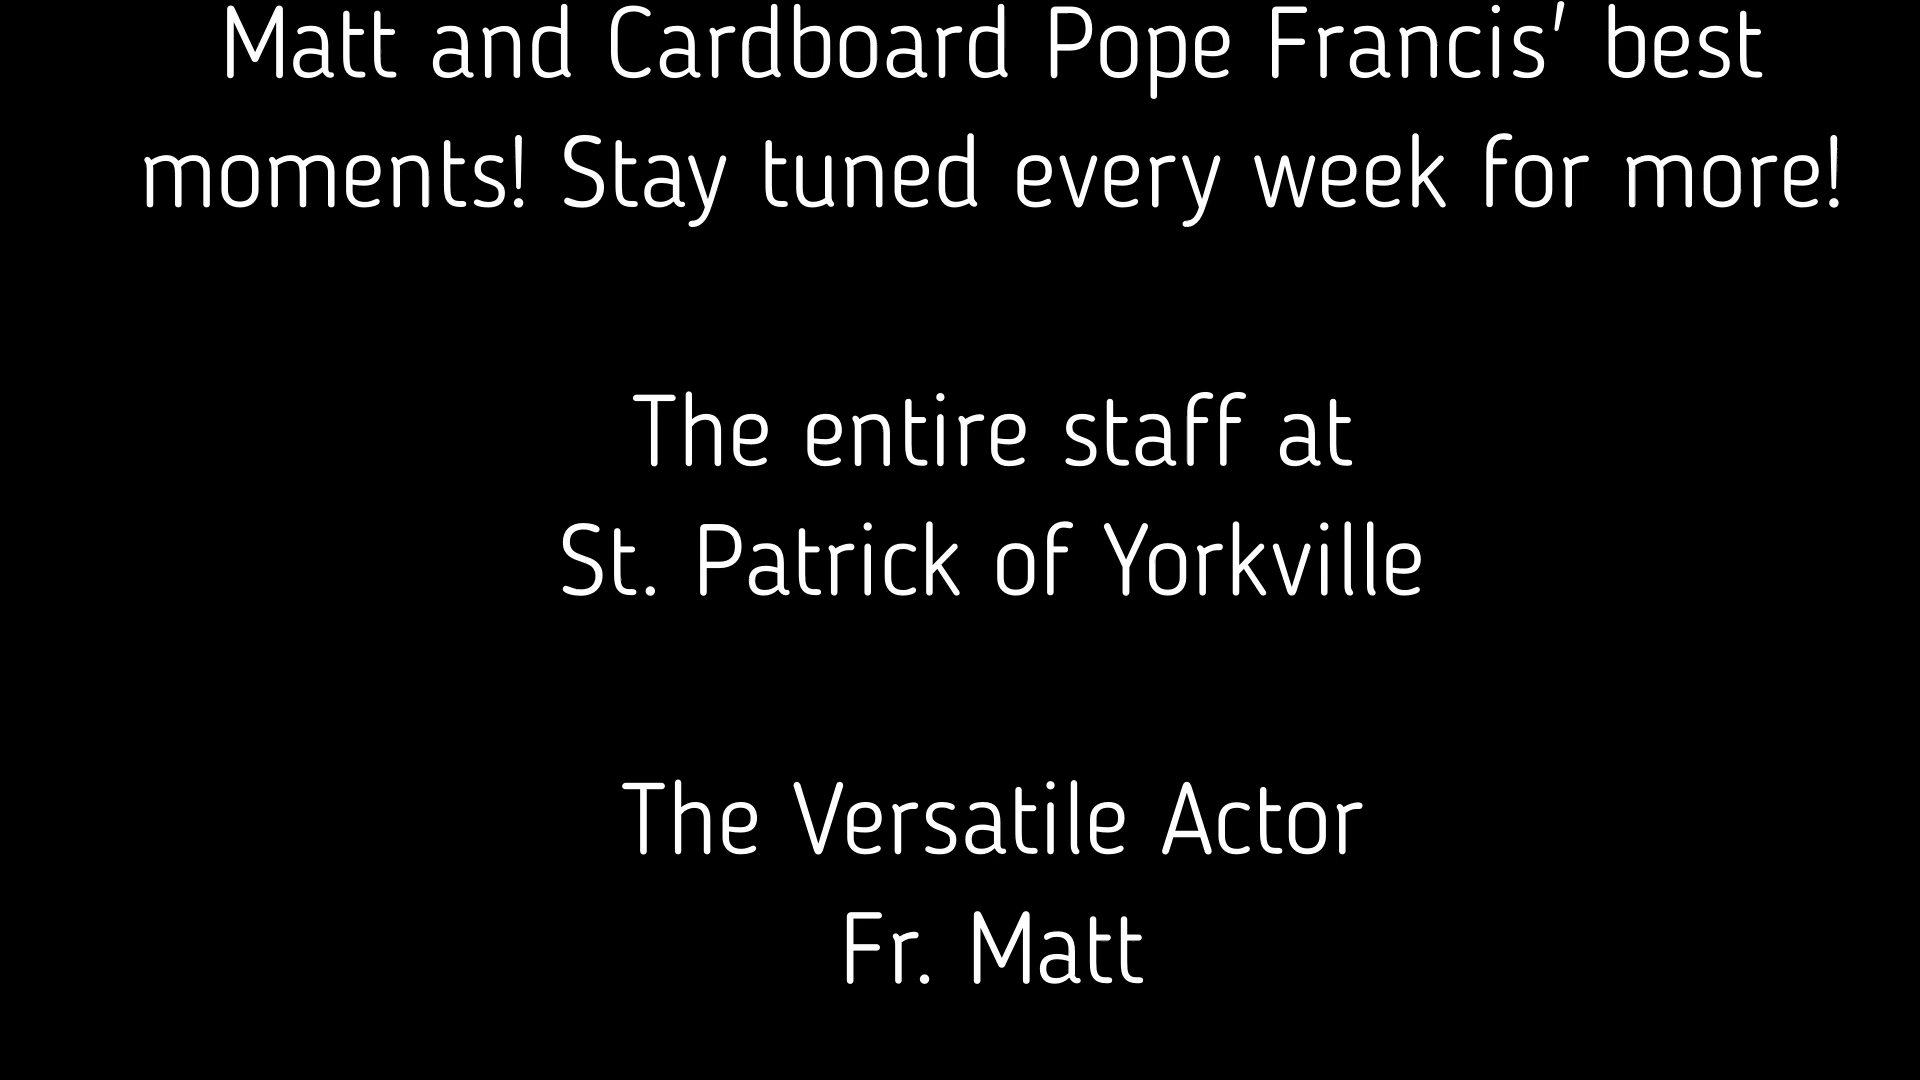 Matt and Cardboard Pope Francis' best
moments! Stay tuned every week for more!
The entire staff at
St. Patrick of Yorkville
The Versatile Actor
Fr. Matt